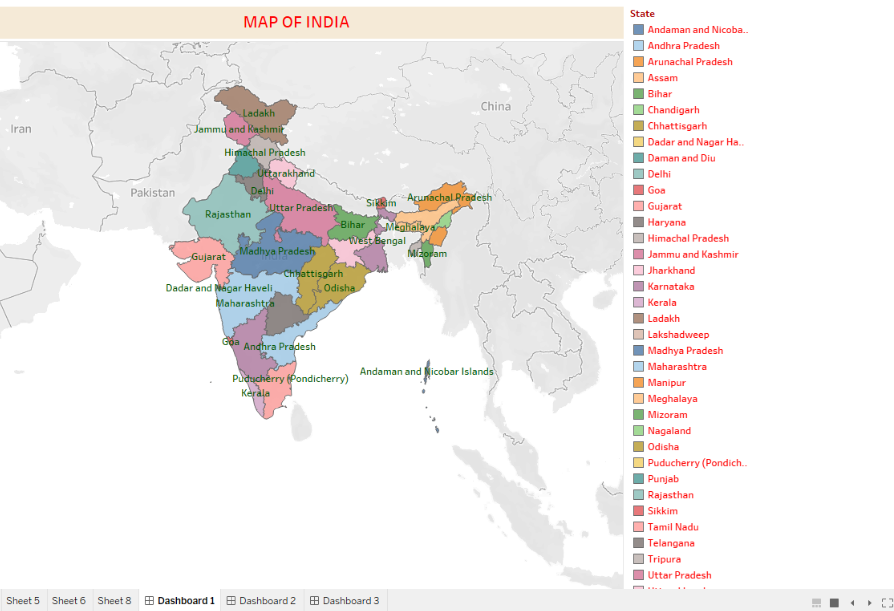 MAP OF INDIA
Iran
Pakistan
China
Ladakh
Jammu and Kashmir
Himachal Pradesh
Uttarakhand
Delhi
Rajasthan
Uttar Pradesh
Sikkim
Arunachal Pradesh
Bihar
Meghalaya
West Bengal
Mizoram
Gujarat
Madhya Pradesh
Chhattisgarh
Dadar and Nagar Haveli
Odisha
Maharashtra
Goa
Andhra Pradesh
Andaman and Nicobar Islands
Puducherry (Pondicherry)
Kerala
State
Andaman and Nicoba..
Andhra Pradesh
Arunachal Pradesh
Assam
Bihar
Chandigarh
Chhattisgarh
Dadar and Nagar Ha..
Daman and Diu
Delhi
Goa
Gujarat
Haryana
Himachal Pradesh
Jammu and Kashmir
Jharkhand
Karnataka
Kerala
Ladakh
Lakshadweep
Madhya Pradesh
Maharashtra
Manipur
Meghalaya
Mizoram
Nagaland
Odisha
Puducherry (Pondich..
Punjab
Rajasthan
Sikkim
Tamil Nadu
Telangana
Tripura
Uttar Pradesh
Sheet 5 Sheet 6 Sheet 8 Dashboard 1 Dashboard 2 Dashboard 3